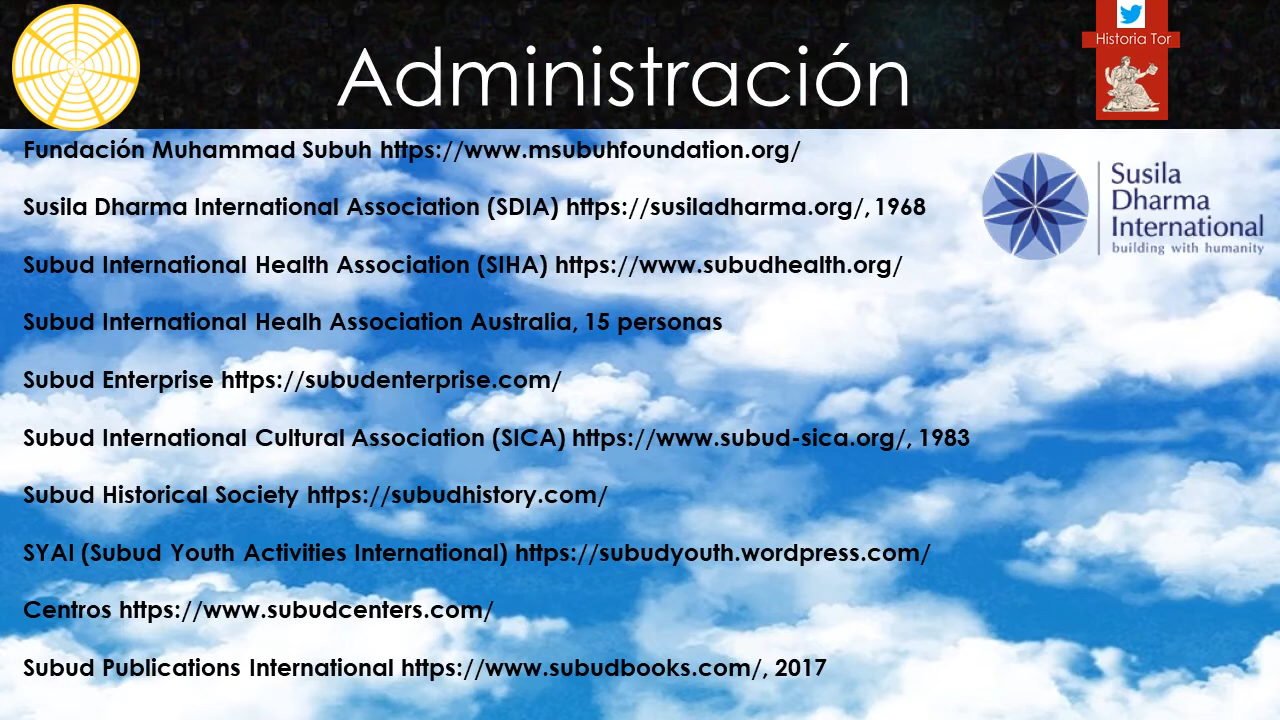 Administración
Historia Tor
Fundación Muhammad Subuh https://www.msubuhfoundation.org/
Susila Dharma International Association (SDIA) https://susiladharma.org/, 1968
Susila
Dharma
International
building with humanity
Subud International Health Association (SIHA) https://www.subudhealth.org/
Subud International Healh Association Australia, 15 personas
Subud Enterprise https://subudenterprise.com/
Subud International Cultural Association (SICA) https://www.subud-sica.org/, 1983
Subud Historical Society https://subudhistory.com/
SYAI (Subud Youth Activities International) https://subudyouth.wordpress.com/
Centros https://www.subudcenters.com/
Subud Publications International https://www.subudbooks.com/, 2017